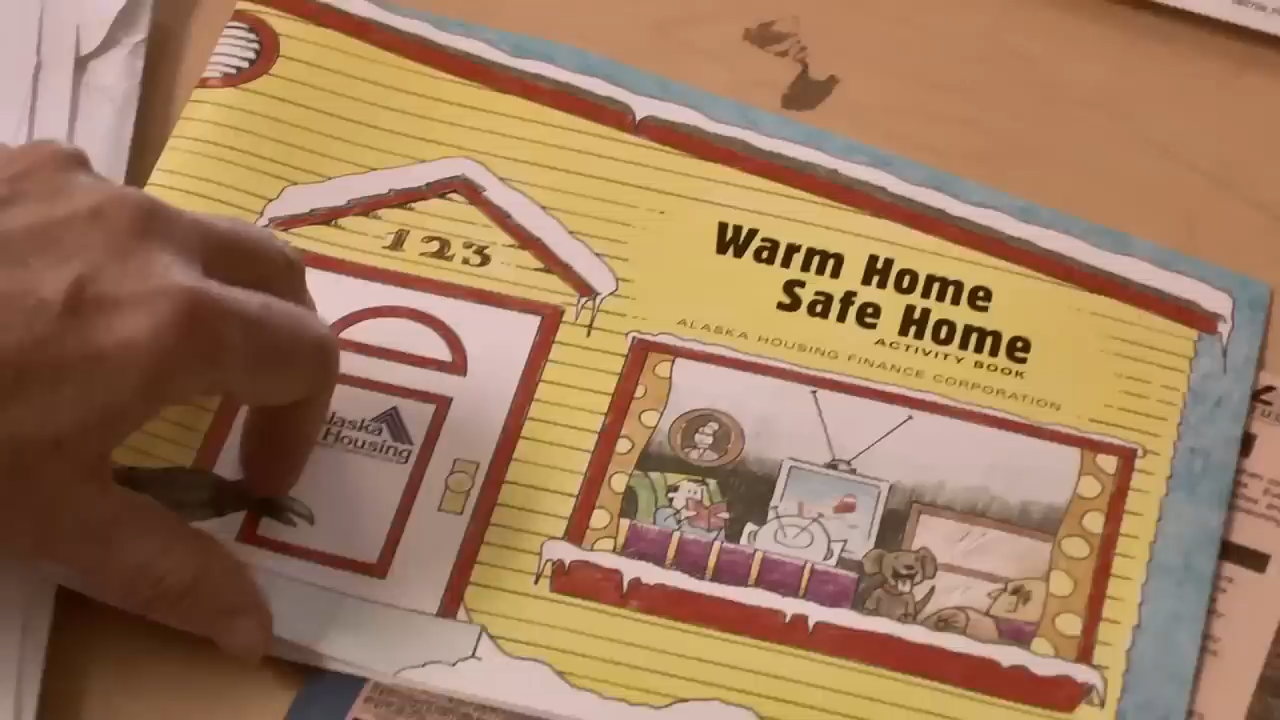 123
Warm Home
Safe Home
ACTIVITY BOOK
ALASKA HOUSING FINANCE CORPORATION
laska
Housing